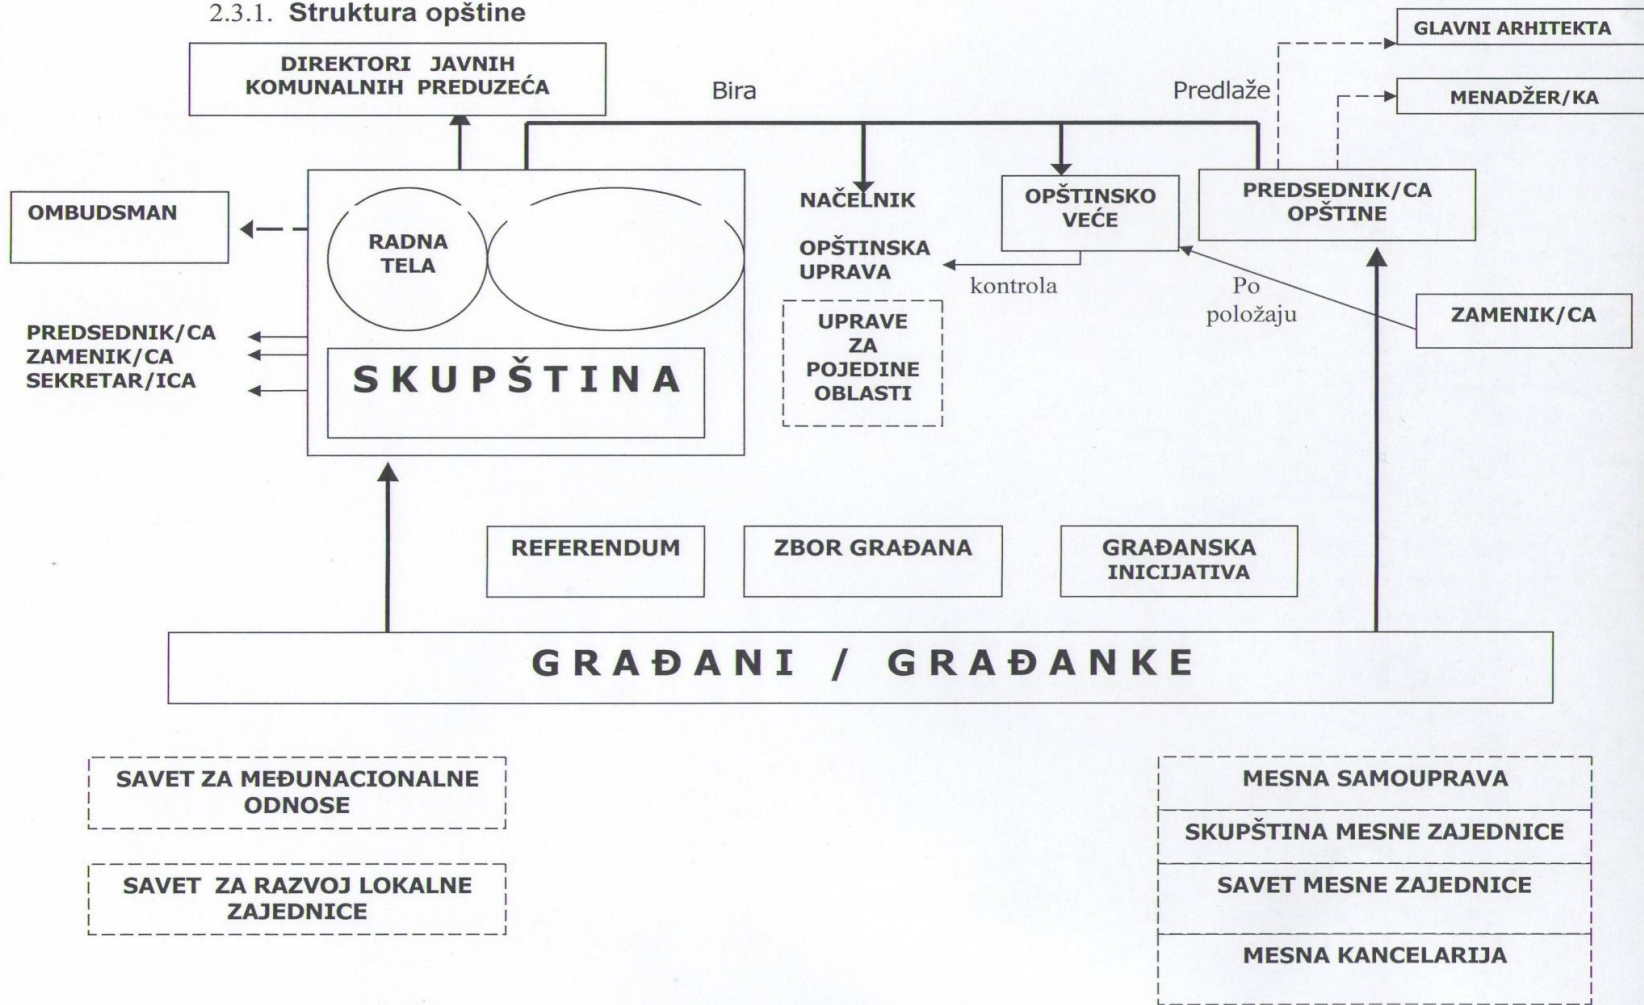 2.3.1. Struktura opštine
GLAVNI ARHITEKTA
DIREKTORI JAVNIH
KOMUNALNIH PREDUZEĆA
Bira
Predlaže
MENADŽER/KA
OMBUDSMAN
RADNA
TELA
NAČELNIK
OPŠTINSKA
UPRAVA
OPŠTINSKO
VEĆE
PREDSEDNIK/CA
OPŠTINE
kontrola
Po
položaju
ZAMENIK/CA
PREDSEDNIK/CA
ZAMENIK/CA
SEKRETAR/ICA
SKUPŠTINA
UPRAVE
ZA
POJEDINE
OBLASTI
REFERENDUM
ZBOR GRAĐANA
GRAĐANSKA
INICIJATIVA
GRAĐANI / GRAĐANKE
SAVET ZA MEĐUNACIONALNE
ODNOSE
SAVET ZA RAZVOJ LOKALNE
ZAJEDNICE
MESNA SAMOUPRAVA
SKUPŠTINA MESNE ZAJEDNICE
SAVET MESNE ZAJEDNICE
MESNA KANCELARIJA